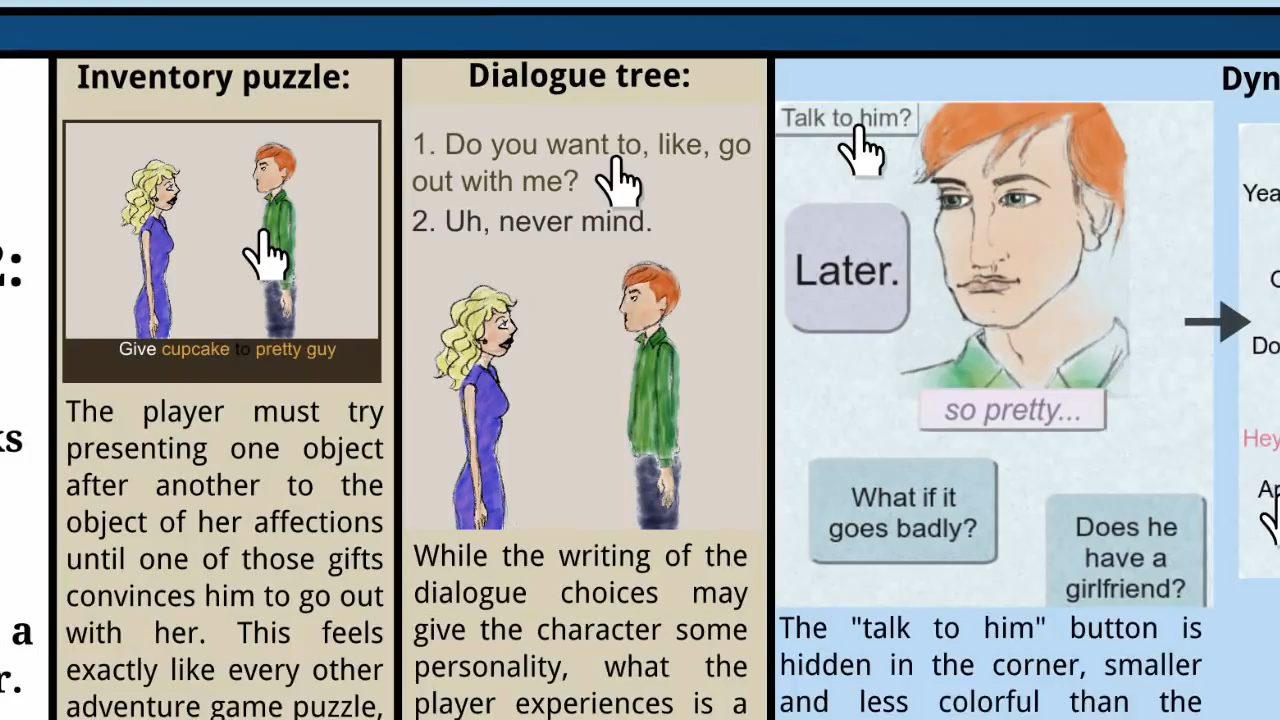 2:
ks
a
r.
Inventory puzzle:
Give cupcake to pretty guy
The player must try
presenting one object
after another to the
object of her affections
until one of those gifts
convinces him to go out
with her. This feels
exactly like every other
adventure game puzzle,
Dialogue tree:
1. Do you want to, like, go
out with me?
2. Uh, never mind.
While the writing of the
dialogue choices may
give the character some
personality, what the
player experiences is a
Talk to him?
Later.
so pretty...
What if it
goes badly?
Does he
have a
girlfriend?
The "talk to him" button is
hidden in the corner, smaller
and less colorful than the
Dyn
Yea
Do
Hey